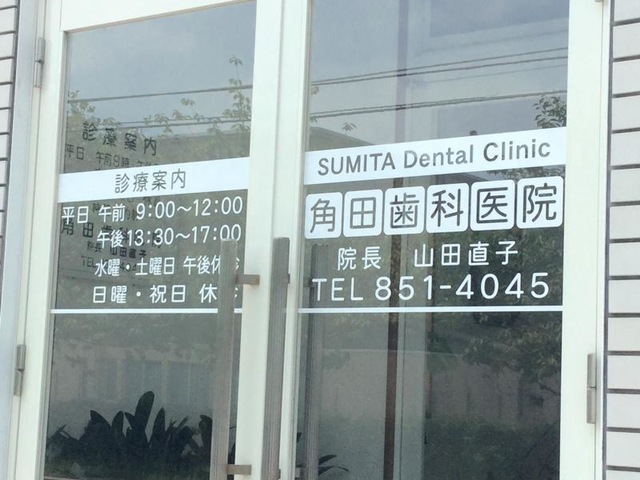 診療案内
平日 午前 9:00～12:00
午後13:30～17:00
水曜・土曜日 午後休診
日曜・祝日 休
SUMITA Dental Clinic
角田歯科医院
院長 山田直子
TEL 851-4045